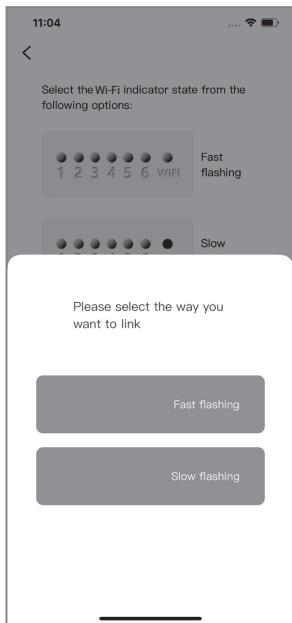 11:04
Select the Wi-Fi indicator state from the
following options:
1 2 3 4 5 6 WIFI
Fast
flashing
Slow
Please select the way you
want to link
Fast flashing
Slow flashing